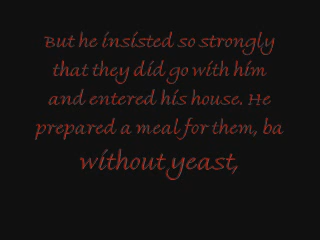 But he insisted so strongly
that they did go with him
and entered his house. He
prepared a meal for them, ba
without yeast,